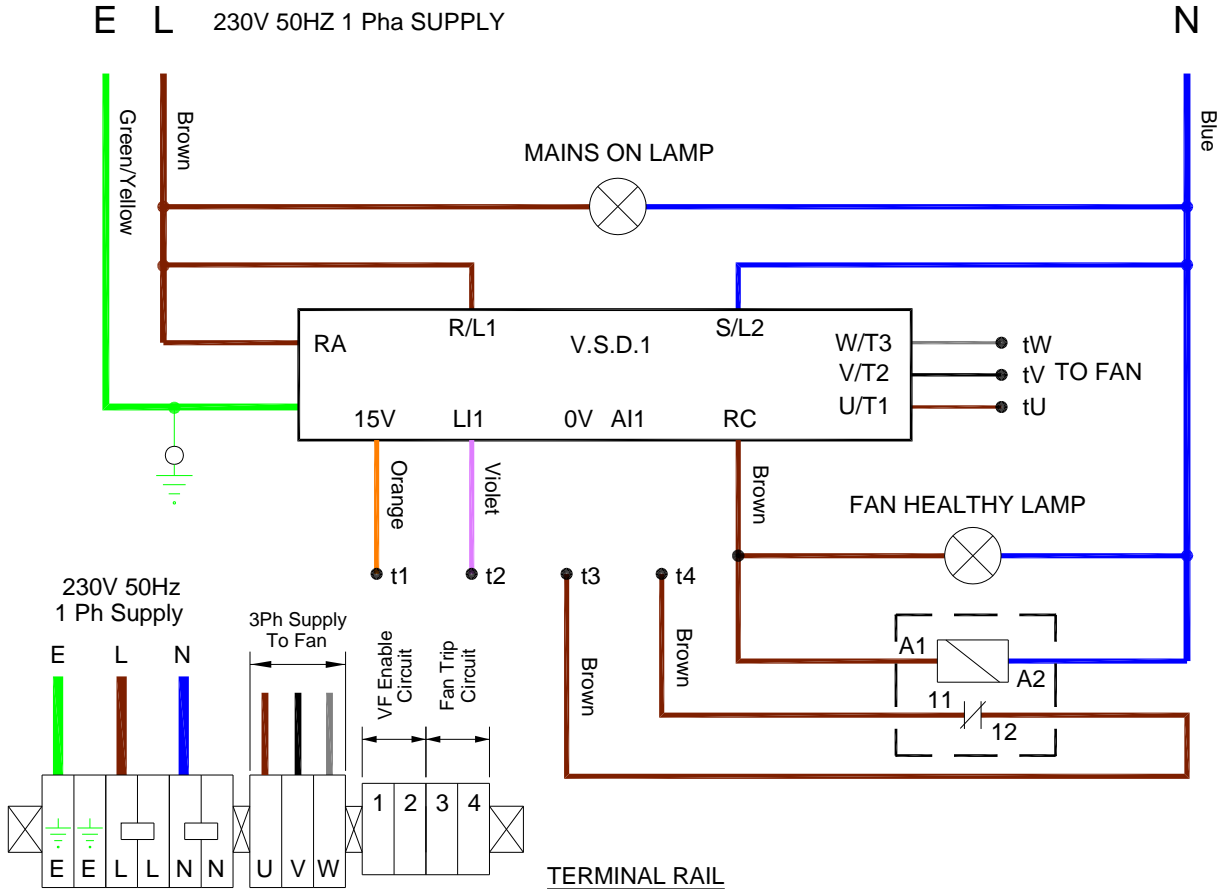 E L 230V 50HZ 1 Pha SUPPLY N
Green/Yellow
Brown
Blue
MAINS ON LAMP
RA
R/L1
V.S.D.1
S/L2
W/T3
V/T2
U/T1
tW
tV TO FAN
tU
15V LI1 0V AI1 RC
Orange
Violet
Brown
FAN HEALTHY LAMP
t1 t2 t3 t4
Brown
Brown
A1
A2
11
12
230V 50Hz
1 Ph Supply
E L N
3Ph Supply
To Fan
VF Enable
Circuit
Fan Trip
Circuit
1 2 3 4
E E L L N N U V W
TERMINAL RAIL